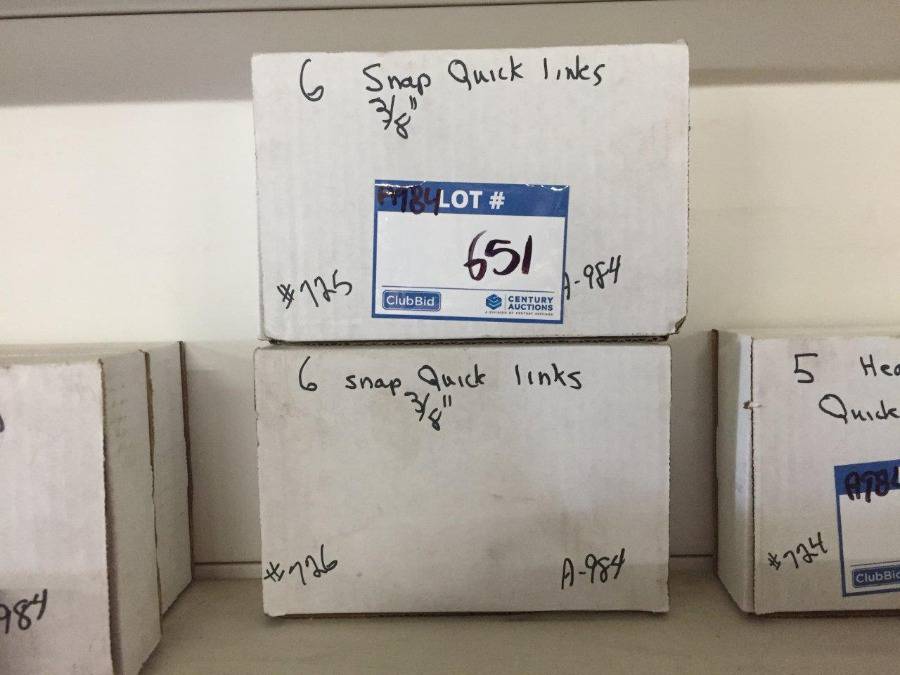 6 Snap Quick links
3/8"
A984 LOT #
651
#725
A-984
ClubBid
CENTURY
AUCTIONS
6 snap Quick links
3/8"
#726
A-984
984
5 Hea
Quick
A984
#724
ClubBid